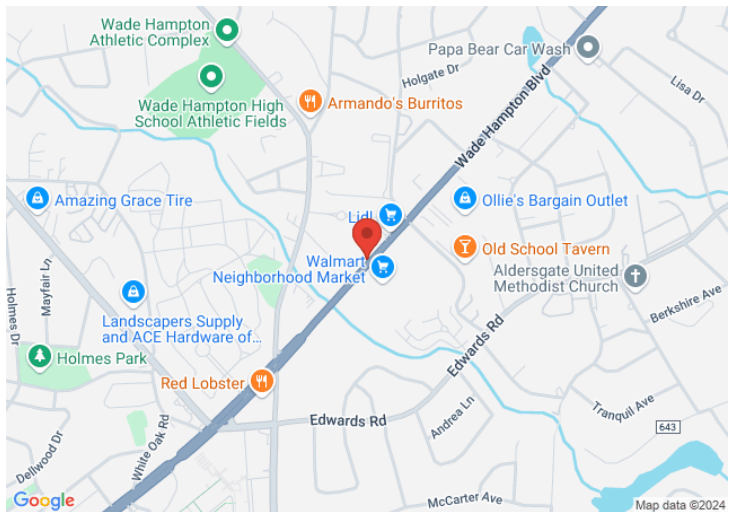 Wade Hampton
Athletic Complex
Papa Bear Car Wash
Holgate Dr
Wade Hampton Blvd
Lisa Dr
Wade Hampton High
School Athletic Fields
Armando's Burritos
Amazing Grace Tire
Lidl
Ollie's Bargain Outlet
Old School Tavern
Walmart
Neighborhood Market
Aldersgate United
Methodist Church
Mayfair Ln
Holmes Dr
Berkshire Ave
Landscapers Supply
and ACE Hardware of...
Holmes Park
Edwards Rd
Red Lobster
Edwards Rd
Andrea Ln
Tranquil Ave
643
White Oak Rd
Dellwood Dr
McCarter Ave
Google
Map data ©2024